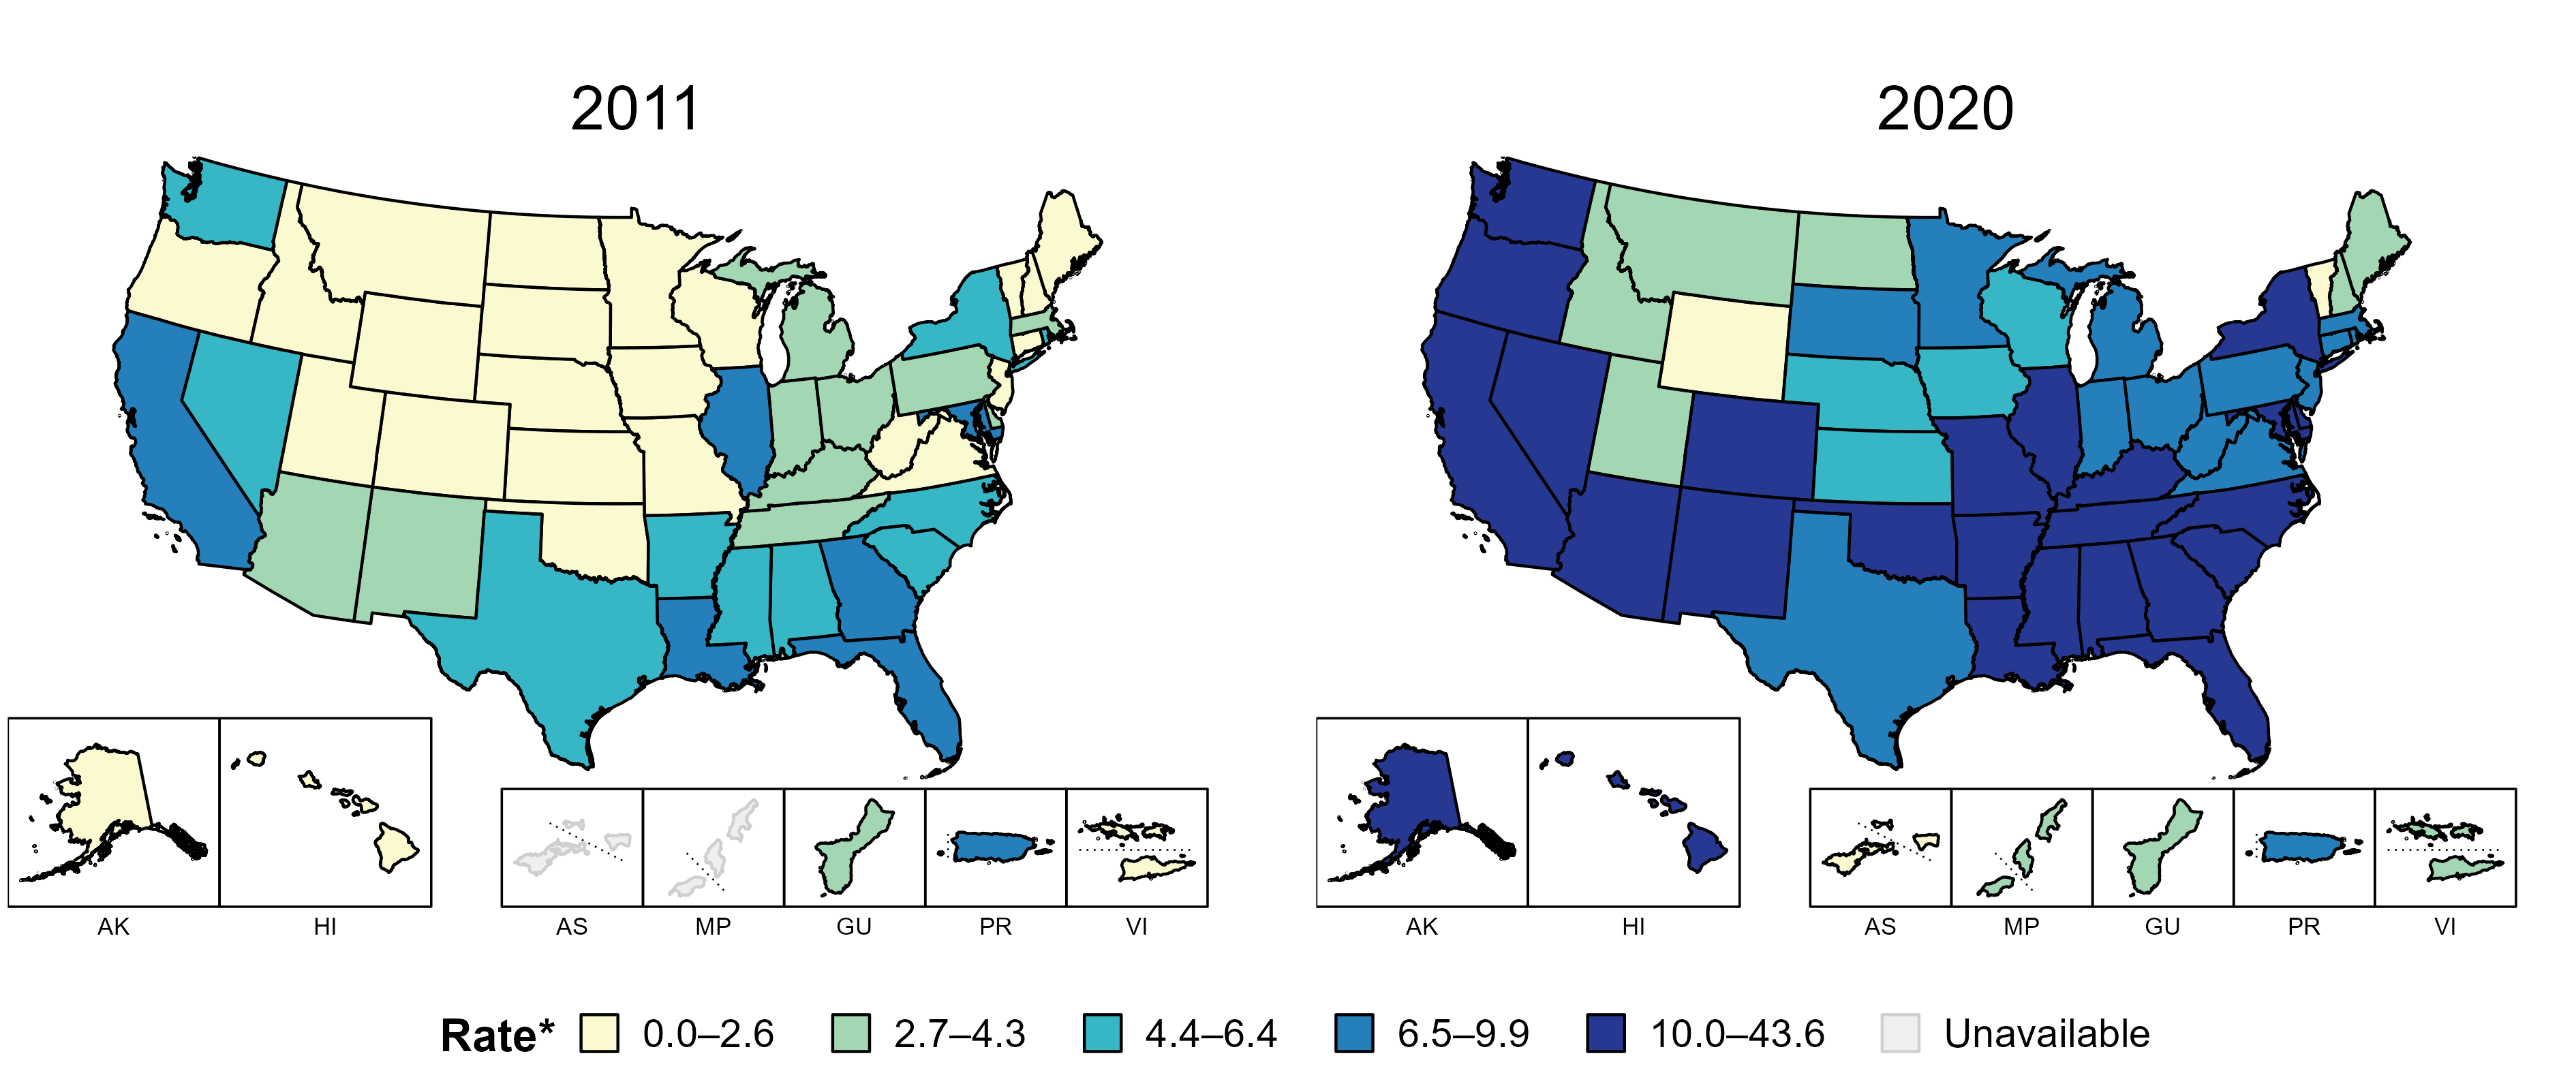 2011 2020
AK HI AS MP GU PR VI AK HI AS MP GU PR VI
Rate* 0.0–2.6 2.7–4.3 4.4–6.4 6.5–9.9 10.0–43.6 Unavailable